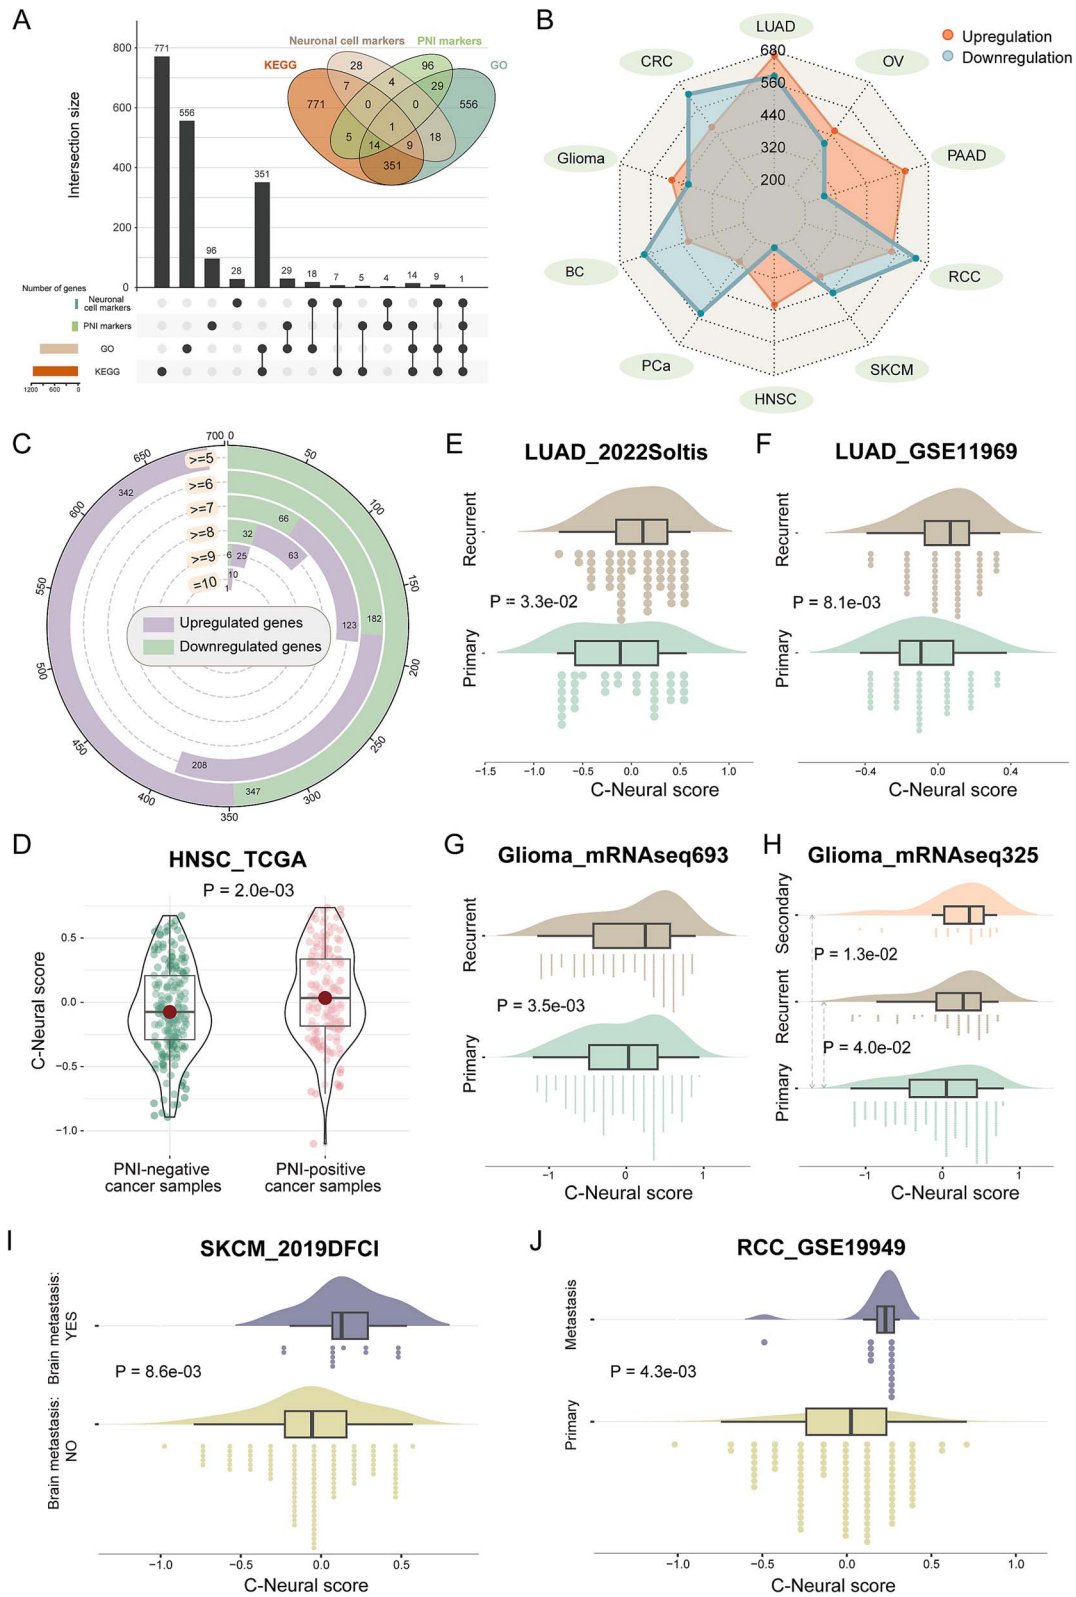 A
Intersection size
800
600
400
200
0
771
556
96
28
351
29
18
7
5
4
14
9
1
Neuronal cell markers
PNI markers
KEGG
GO
28
96
7
4
29
771
0
0
556
5
1
18
14
9
351
Number of genes
Neuronal
cell markers
PNI markers
GO
KEGG
1200
600
0
B
Upregulation
Downregulation
LUAD
OV
PAAD
RCC
SKCM
HNSC
PCa
BC
Glioma
CRC
680
560
440
320
200
C
700
0
50
100
150
200
250
300
350
400
450
500
550
600
650
>=5
>=6
>=7
>=8
>=9
=10
342
66
32
63
6
25
10
1
123
182
208
347
Upregulated genes
Downregulated genes
E
LUAD_2022Soltis
Recurrent
P = 3.3e-02
Primary
−1.5
−1.0
−0.5
0.0
0.5
1.0
C-Neural score
F
LUAD_GSE11969
Recurrent
P = 8.1e-03
Primary
−0.4
0.0
0.4
C-Neural score
D
HNSC_TCGA
P = 2.0e-03
C-Neural score
0.5
0.0
−0.5
−1.0
PNI-negative
cancer samples
PNI-positive
cancer samples
G
Glioma_mRNAseq693
Recurrent
P = 3.5e-03
Primary
−1
0
1
C-Neural score
H
Glioma_mRNAseq325
Secondary
P = 1.3e-02
Recurrent
P = 4.0e-02
Primary
−1
0
1
C-Neural score
I
SKCM_2019DFCI
Brain metastasis:
YES
P = 8.6e-03
Brain metastasis:
NO
−1.0
−0.5
0.0
0.5
C-Neural score
J
RCC_GSE19949
Metastasis
P = 4.3e-03
Primary
−1.0
−0.5
0.0
0.5
1.0
C-Neural score